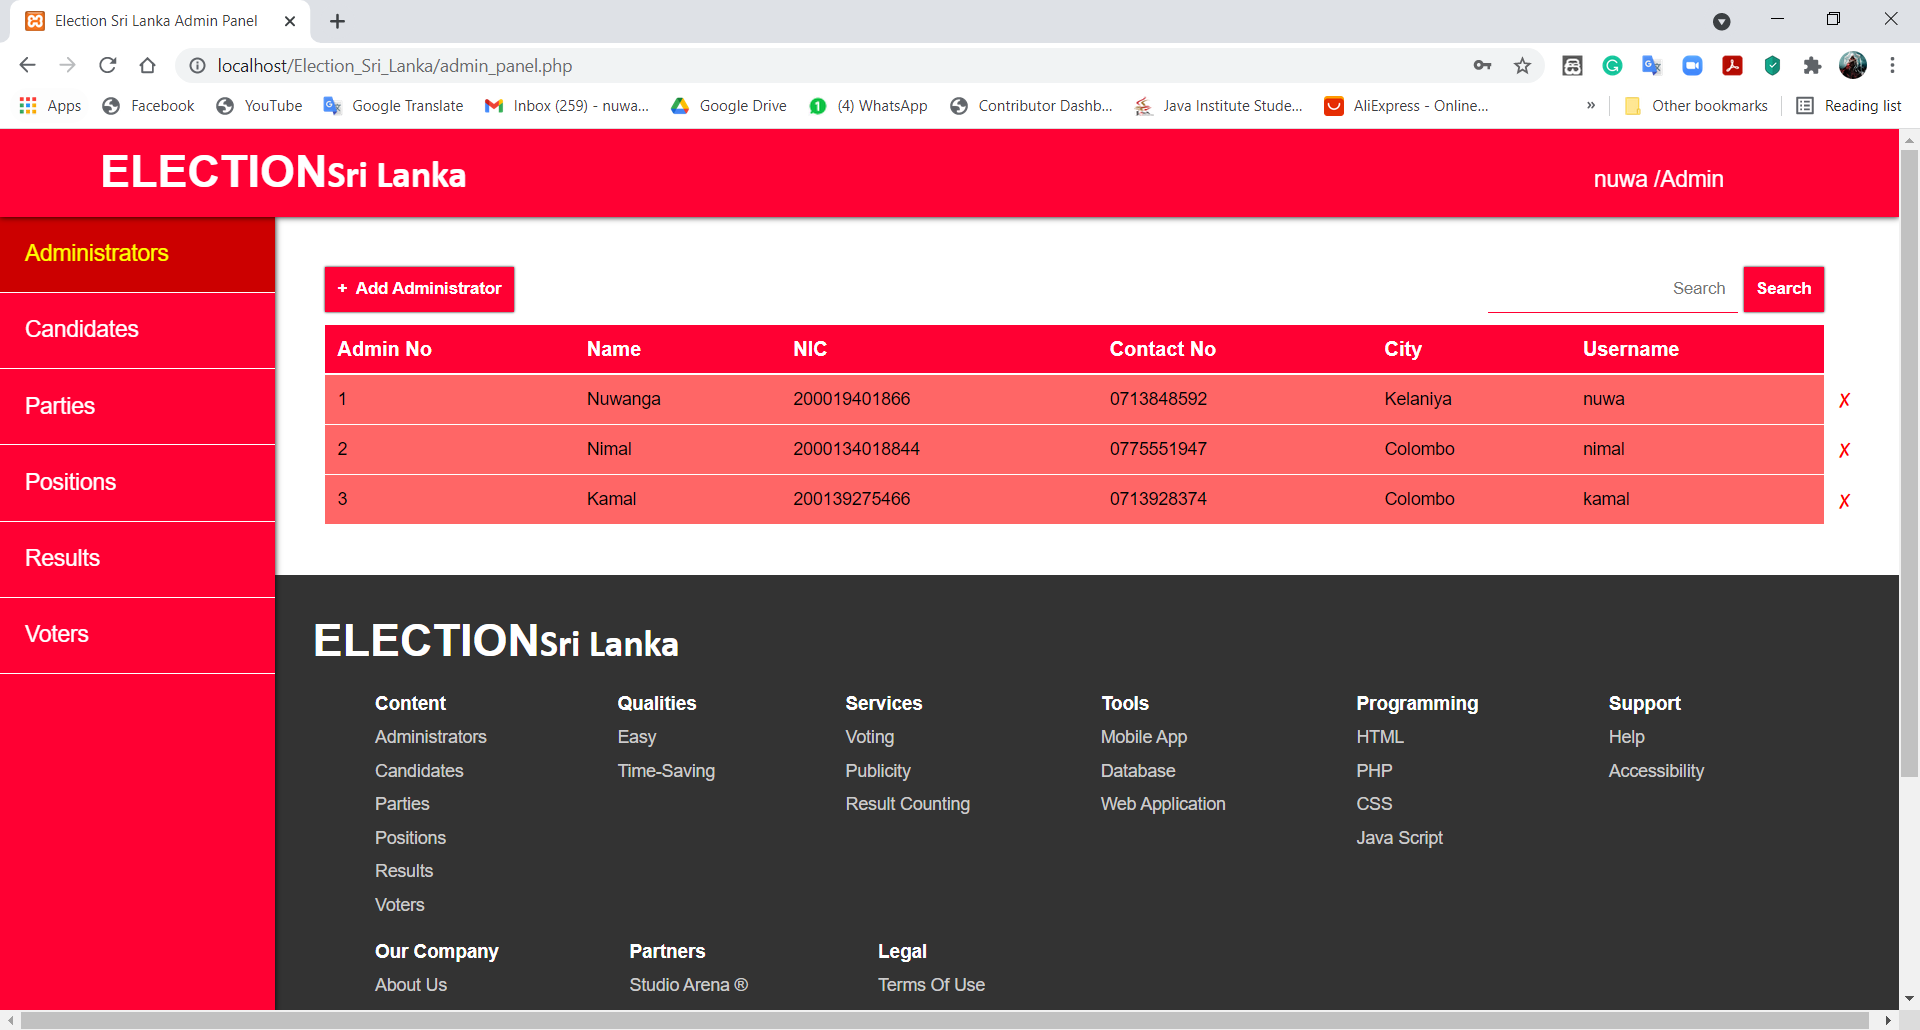 Election Sri Lanka Admin Panel
localhost/Election_Sri_Lanka/admin_panel.php
Apps Facebook YouTube Google Translate Inbox (259) - nuwa... Google Drive (4) WhatsApp Contributor Dashb... Java Institute Stude... AliExpress - Online... » Other bookmarks Reading list
ELECTIONSri Lanka
nuwa /Admin
Administrators
Candidates
Parties
Positions
Results
Voters
+ Add Administrator
Search Search
Admin No Name NIC Contact No City Username
1 Nuwanga 200019401866 0713848592 Kelaniya nuwa ✗
2 Nimal 2000134018844 0775551947 Colombo nimal ✗
3 Kamal 200139275466 0713928374 Colombo kamal ✗
ELECTIONSri Lanka
Content
Administrators
Candidates
Parties
Positions
Results
Voters
Qualities
Easy
Time-Saving
Services
Voting
Publicity
Result Counting
Tools
Mobile App
Database
Web Application
Programming
HTML
PHP
CSS
Java Script
Support
Help
Accessibility
Our Company
About Us
Partners
Studio Arena ®
Legal
Terms Of Use